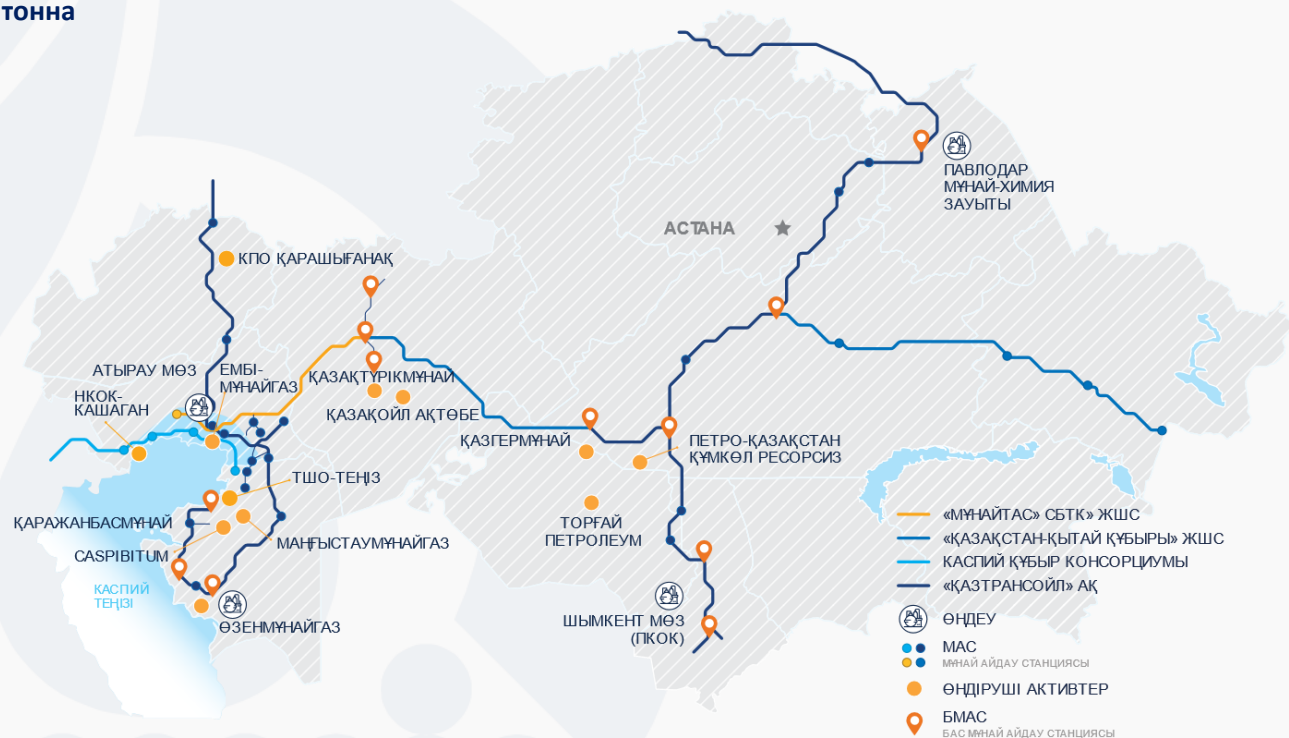 тонна
ПАВЛОДАР
МҰНАЙ-ХИМИЯ
ЗАУЫТЫ
АСТАНА
КПО ҚАРАШЫҒАНАҚ
АТЫРАУ МӨЗ
ЕМБІ-
МҰНАЙГАЗ
НКОК-
КАШАГАН
ҚАЗАҚТҮРІКМҰНАЙ
ҚАЗАҚОЙЛ АҚТӨБЕ
ҚАЗГЕРМҰНАЙ
ПЕТРО-ҚАЗАҚСТАН
ҚҰМКӨЛ РЕСОРСИЗ
ТШО-ТЕҢІЗ
ТОРҒАЙ
ПЕТРОЛЕУМ
ҚАРАЖАНБАСМҰНАЙ
МАҢҒЫСТАУМҰНАЙГАЗ
CASPIBITUM
КАСПИЙ
ТЕҢІЗІ
ӨЗЕНМҰНАЙГАЗ
ШЫМКЕНТ МӨЗ
(ПКОК)
«МҰНАЙТАС» СБТК» ЖШС
«ҚАЗАҚСТАН-ҚЫТАЙ ҚҰБЫРЫ» ЖШС
КАСПИЙ ҚҰБЫР КОНСОРЦИУМЫ
«ҚАЗТРАНСОЙЛ» АҚ
ӨҢДЕУ
МАС
МҰНАЙ АЙДАУ СТАНЦИЯСЫ
ӨНДІРУШІ АКТИВТЕР
БМАС
БАС МҰНАЙ АЙДАУ СТАНЦИЯСЫ